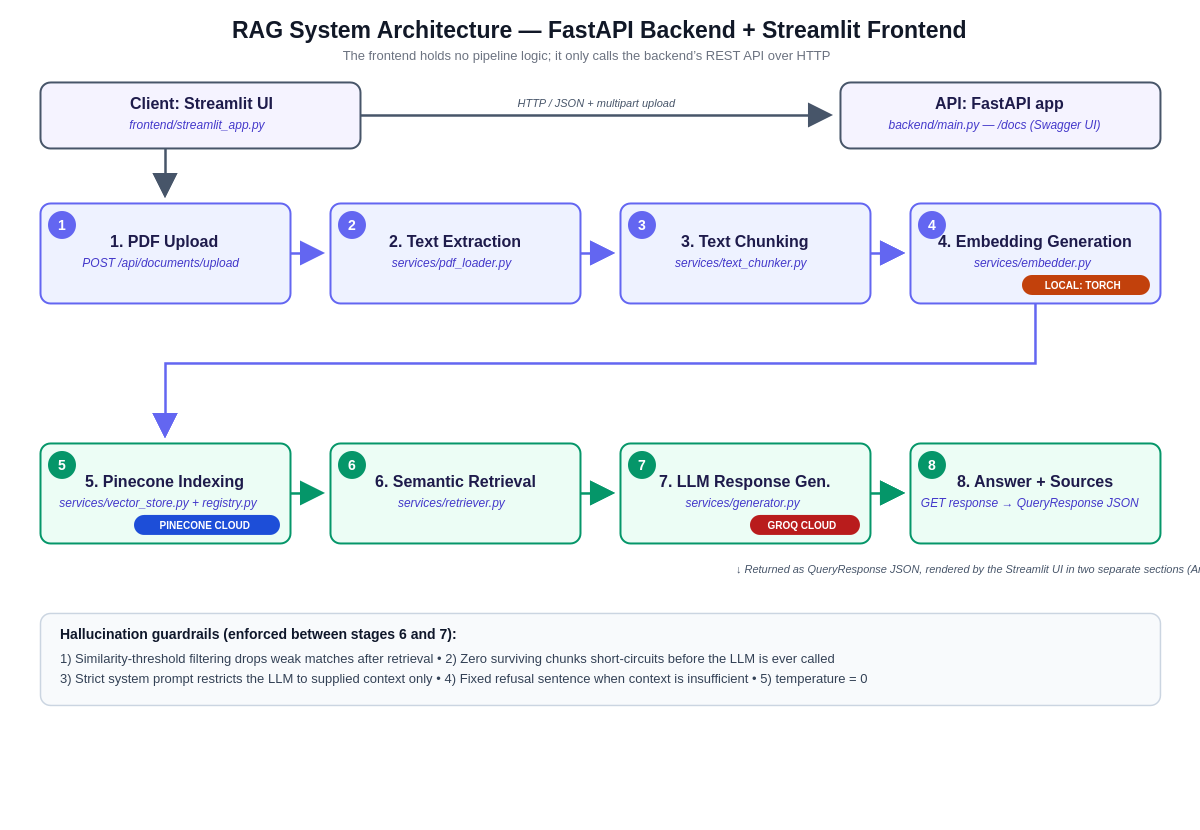 RAG System Architecture — FastAPI Backend + Streamlit Frontend
The frontend holds no pipeline logic; it only calls the backend's REST API over HTTP
Client: Streamlit UI
frontend/streamlit_app.py
HTTP / JSON + multipart upload
API: FastAPI app
backend/main.py — /docs (Swagger UI)
1
1. PDF Upload
POST /api/documents/upload
2
2. Text Extraction
services/pdf_loader.py
3
3. Text Chunking
services/text_chunker.py
4
4. Embedding Generation
services/embedder.py
LOCAL: TORCH
5
5. Pinecone Indexing
services/vector_store.py + registry.py
PINECONE CLOUD
6
6. Semantic Retrieval
services/retriever.py
7
7. LLM Response Gen.
services/generator.py
GROQ CLOUD
8
8. Answer + Sources
GET response → QueryResponse JSON
↓ Returned as QueryResponse JSON, rendered by the Streamlit UI in two separate sections
Hallucination guardrails (enforced between stages 6 and 7):
1) Similarity-threshold filtering drops weak matches after retrieval • 2) Zero surviving chunks short-circuits before the LLM is ever called
3) Strict system prompt restricts the LLM to supplied context only • 4) Fixed refusal sentence when context is insufficient • 5) temperature = 0